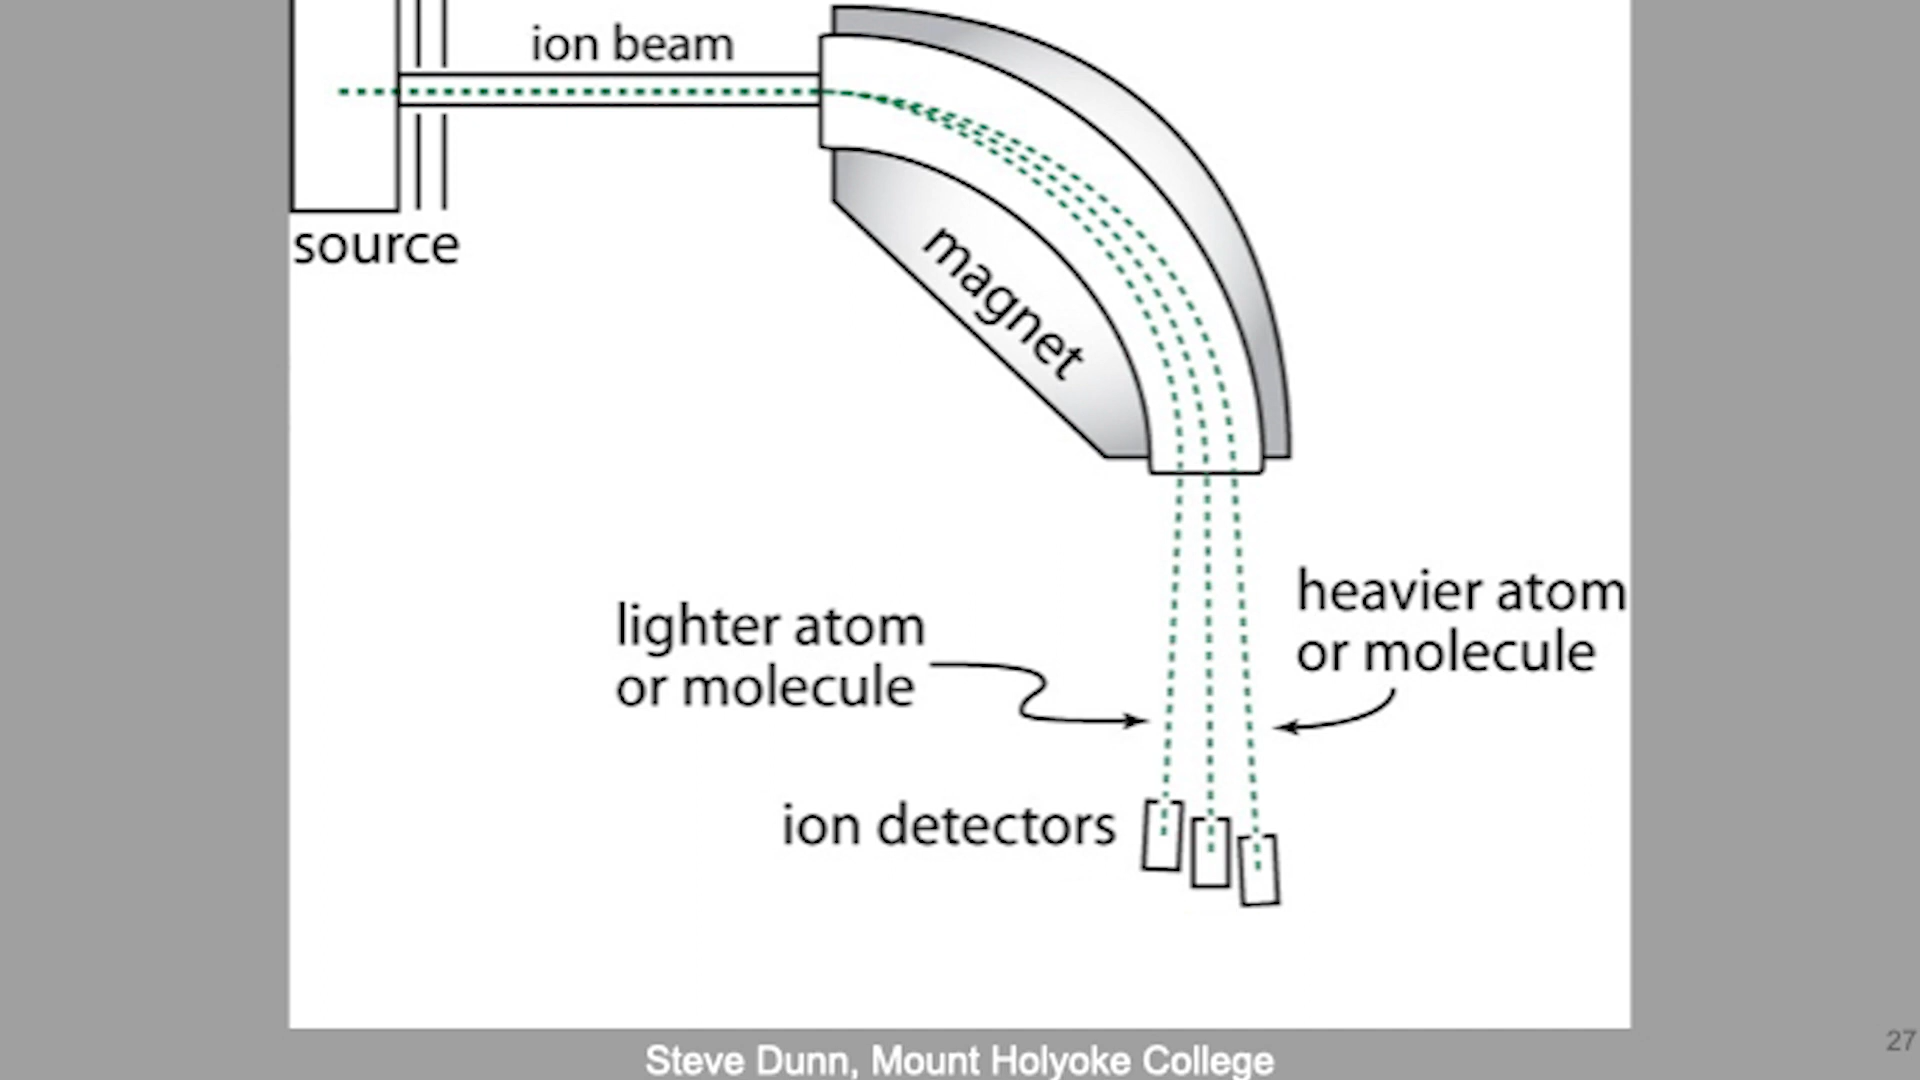 ion beam
source
magnet
lighter atom
or molecule
heavier atom
or molecule
ion detectors
Steve Dunn, Mount Holyoke College
27